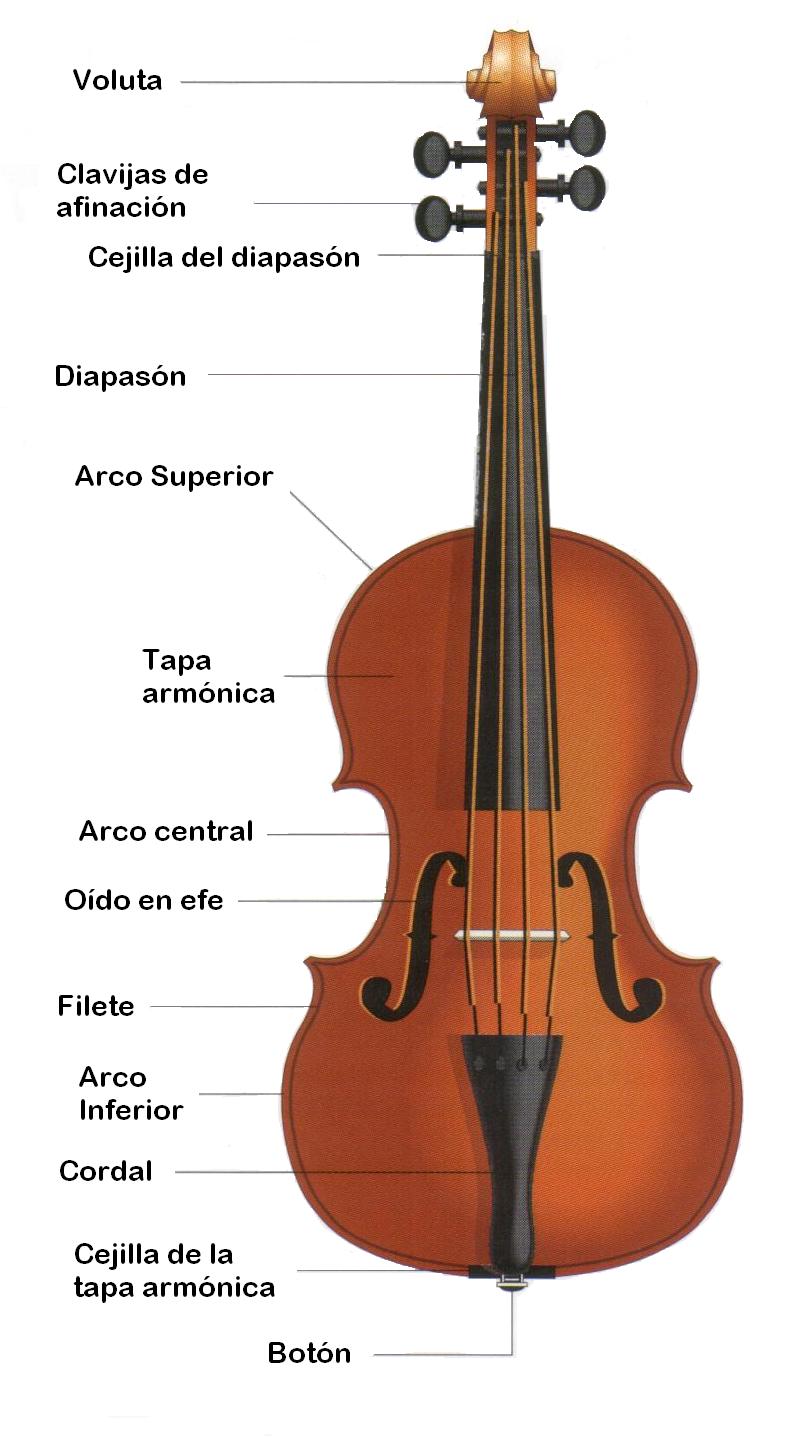 Voluta
Clavijas de
afinación
Cejilla del diapasón
Diapasón
Arco Superior
Tapa
armónica
Arco central
Oído en efe
Filete
Arco
Inferior
Cordal
Cejilla de la
tapa armónica
Botón